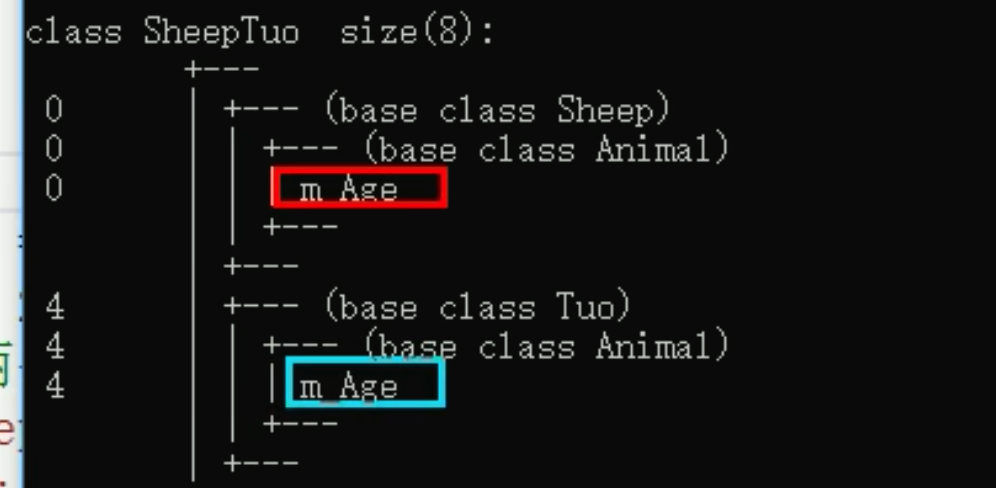 class SheepTuo size(8):
+---
0 | +--- (base class Sheep)
0 | | +--- (base class Animal)
0 | | | m_Age
| | +---
| +---
4 | +--- (base class Tuo)
4 | | +--- (base class Animal)
4 | | | m_Age
| | +---
| +---